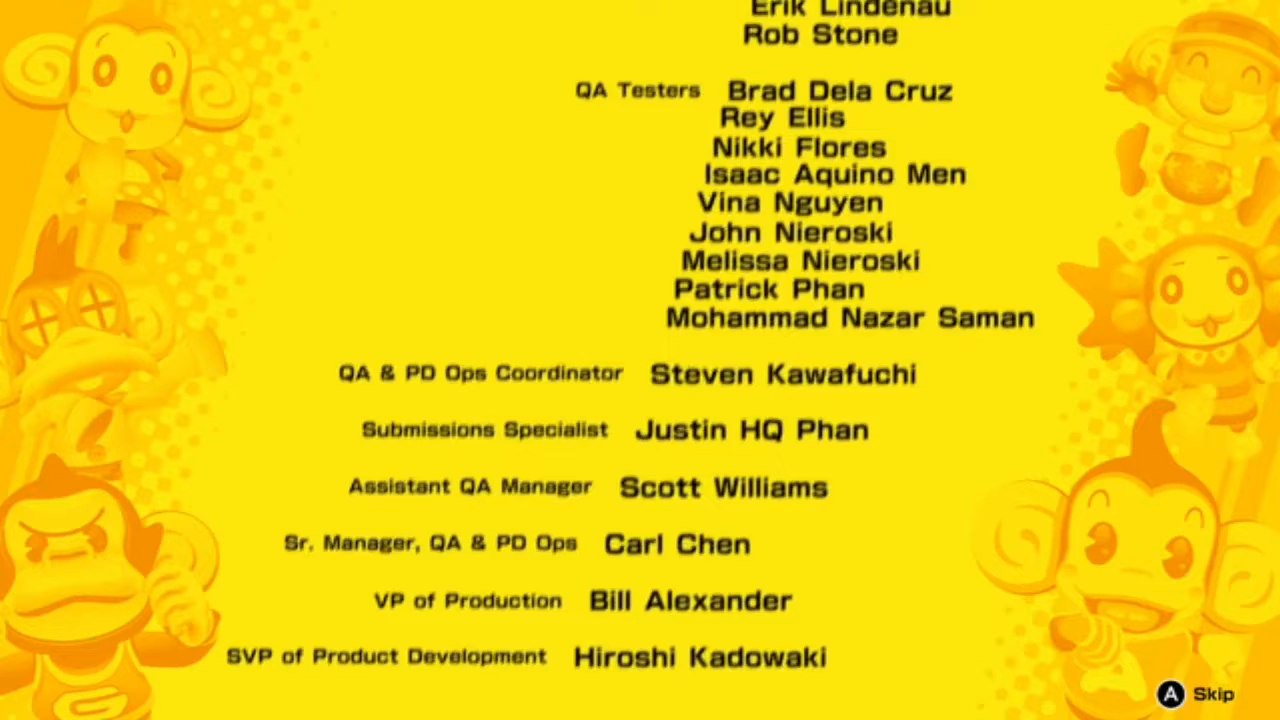 Erik Lindenau
Rob Stone
QA Testers Brad Dela Cruz
Rey Ellis
Nikki Flores
Isaac Aquino Men
Vina Nguyen
John Nieroski
Melissa Nieroski
Patrick Phan
Mohammad Nazar Saman
QA & PD Ops Coordinator Steven Kawafuchi
Submissions Specialist Justin HQ Phan
Assistant QA Manager Scott Williams
Sr. Manager, QA & PD Ops Carl Chen
VP of Production Bill Alexander
SVP of Product Development Hiroshi Kadowaki
A Skip